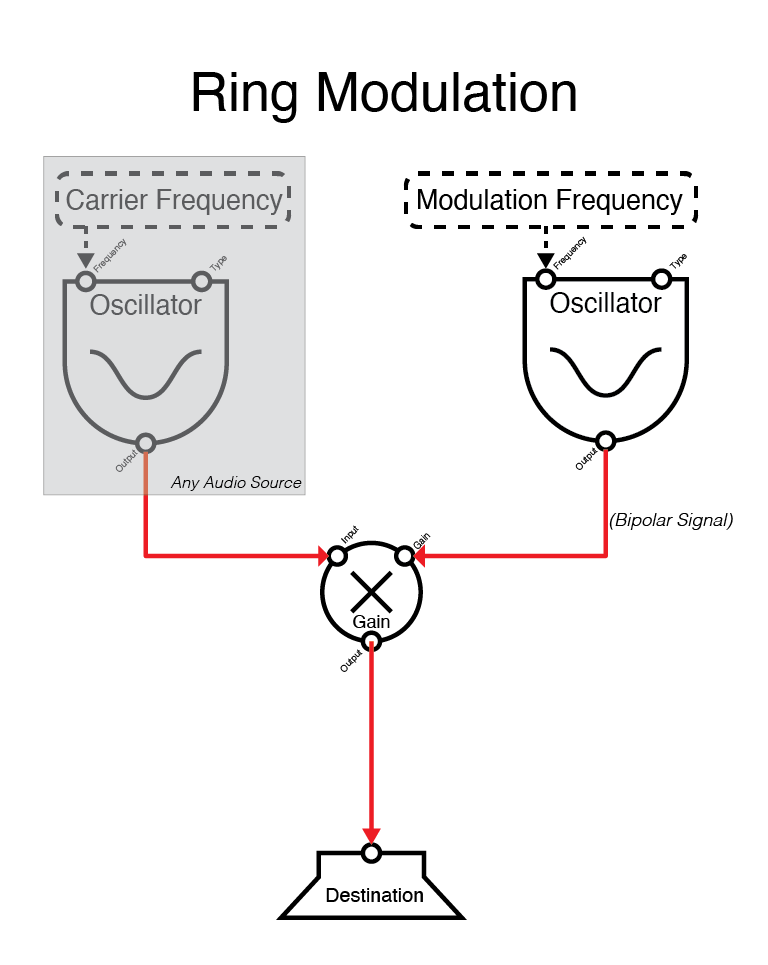 Ring Modulation
Carrier Frequency
Modulation Frequency
Frequency
Type
Frequency
Type
Oscillator
Oscillator
Output
Output
Any Audio Source
(Bipolar Signal)
Input
Gain
Gain
Output
Destination